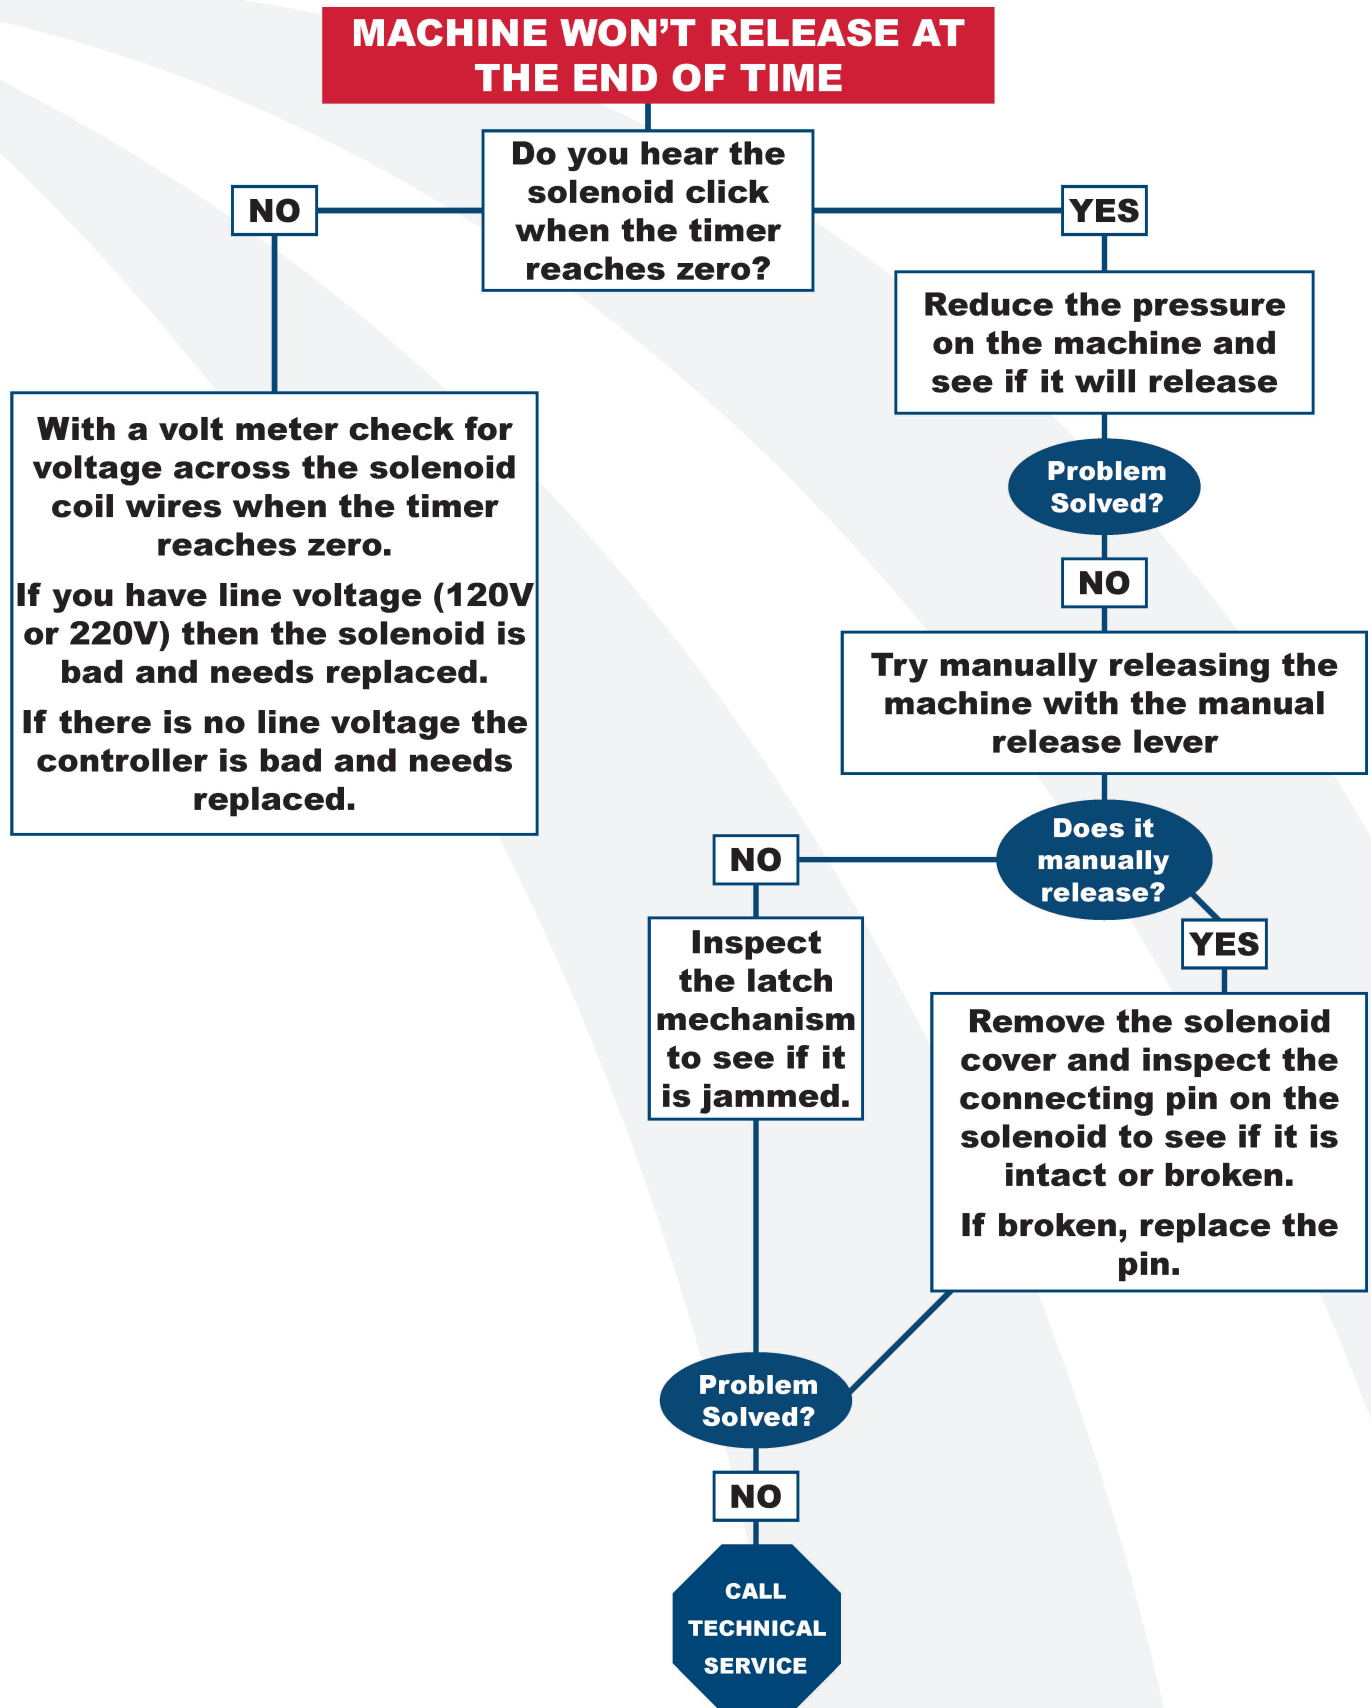 MACHINE WON’T RELEASE AT
THE END OF TIME
Do you hear the
solenoid click
when the timer
reaches zero?
NO
With a volt meter check for
voltage across the solenoid
coil wires when the timer
reaches zero.
If you have line voltage (120V
or 220V) then the solenoid is
bad and needs replaced.
If there is no line voltage the
controller is bad and needs
replaced.
YES
Reduce the pressure
on the machine and
see if it will release
Problem
Solved?
NO
Try manually releasing the
machine with the manual
release lever
Does it
manually
release?
NO
Inspect
the latch
mechanism
to see if it
is jammed.
YES
Remove the solenoid
cover and inspect the
connecting pin on the
solenoid to see if it is
intact or broken.
If broken, replace the
pin.
Problem
Solved?
NO
CALL
TECHNICAL
SERVICE